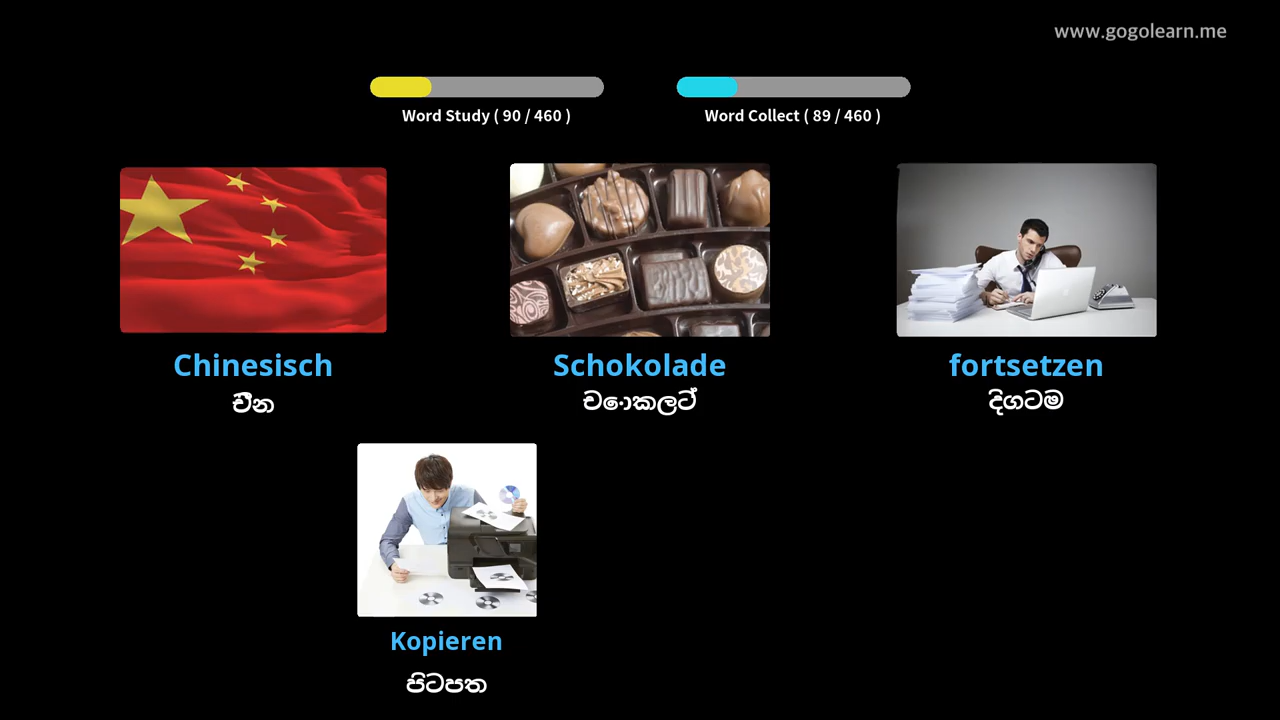 www.gogolearn.me
Word Study ( 90 / 460 )
Word Collect ( 89 / 460 )
Chinesisch
Schokolade
fortsetzen
චීන
චොකලට්
දිගටම
Kopieren
පිටපත